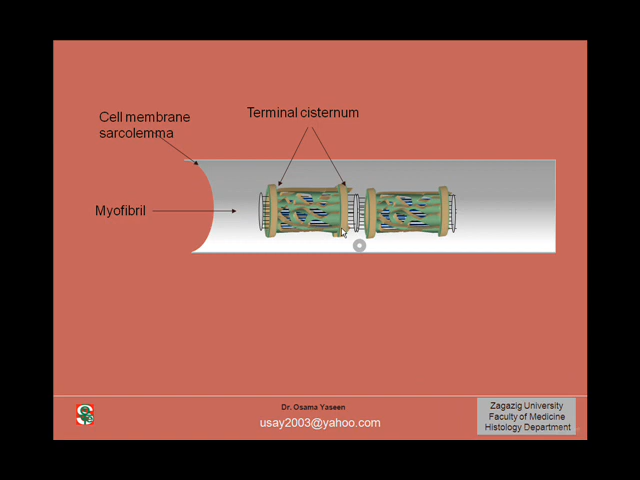 Cell membrane
sarcolemma
Terminal cisternum
Myofibril
Dr. Osama Yaseen
usay2003@yahoo.com
Zagazig University
Faculty of Medicine
Histology Department